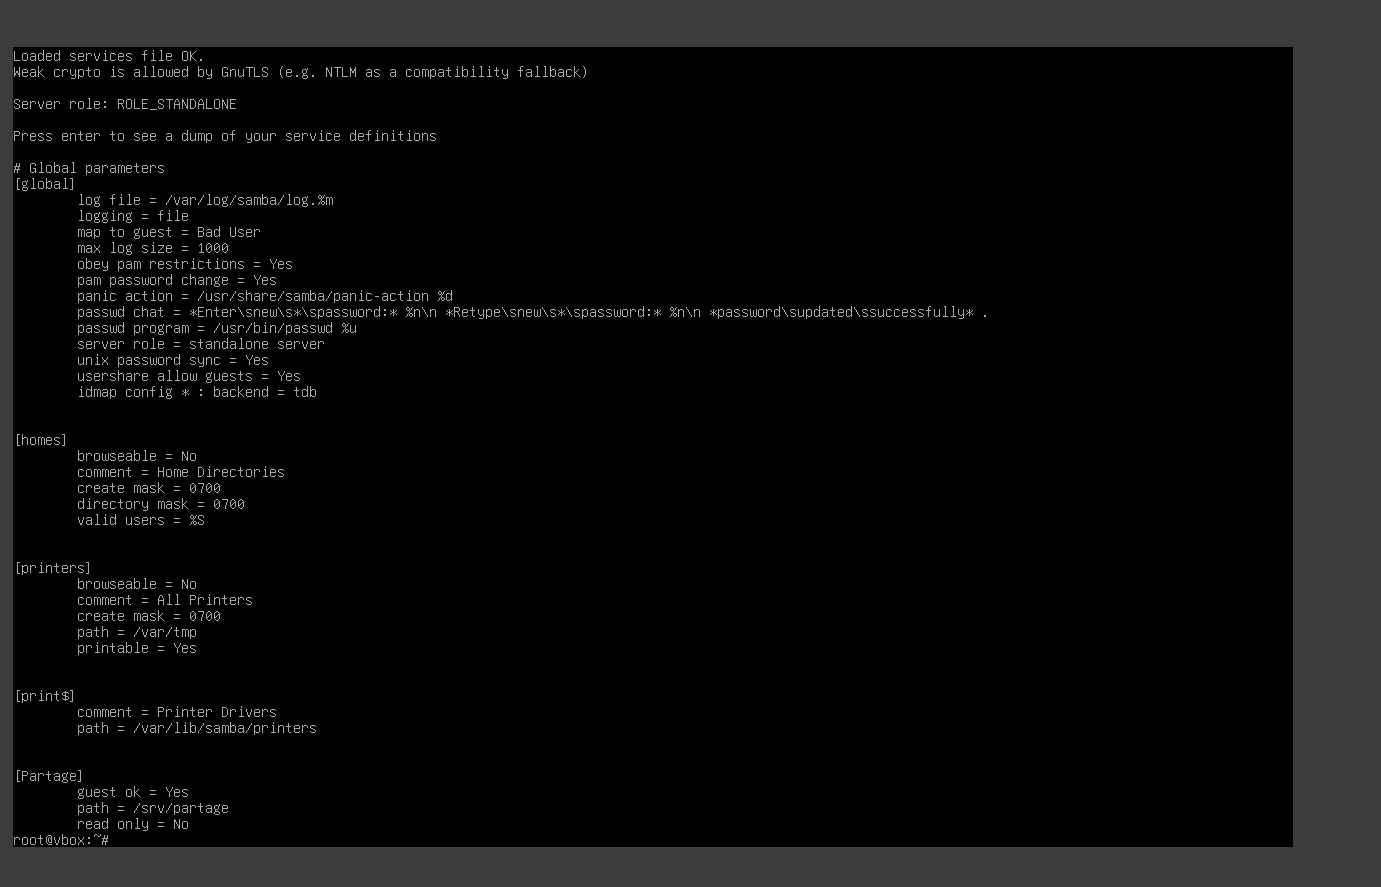 Loaded services file OK.
Weak crypto is allowed by GnuTLS (e.g. NTLM as a compatibility fallback)
Server role: ROLE_STANDALONE
Press enter to see a dump of your service definitions
# Global parameters
[global]
log file = /var/log/samba/log.%m
logging = file
map to guest = Bad User
max log size = 1000
obey pam restrictions = Yes
pam password change = Yes
panic action = /usr/share/samba/panic-action %d
passwd chat = *Enter\snew\s*\spassword:* %n\n *Retype\snew\s*\spassword:* %n\n *password\supdated\ssuccessfully* .
passwd program = /usr/bin/passwd %u
server role = standalone server
unix password sync = Yes
usershare allow guests = Yes
idmap config * : backend = tdb
[homes]
browseable = No
comment = Home Directories
create mask = 0700
directory mask = 0700
valid users = %S
[printers]
browseable = No
comment = All Printers
create mask = 0700
path = /var/tmp
printable = Yes
[print$]
comment = Printer Drivers
path = /var/lib/samba/printers
[Partage]
guest ok = Yes
path = /srv/partage
read only = No
root@vbox:~#